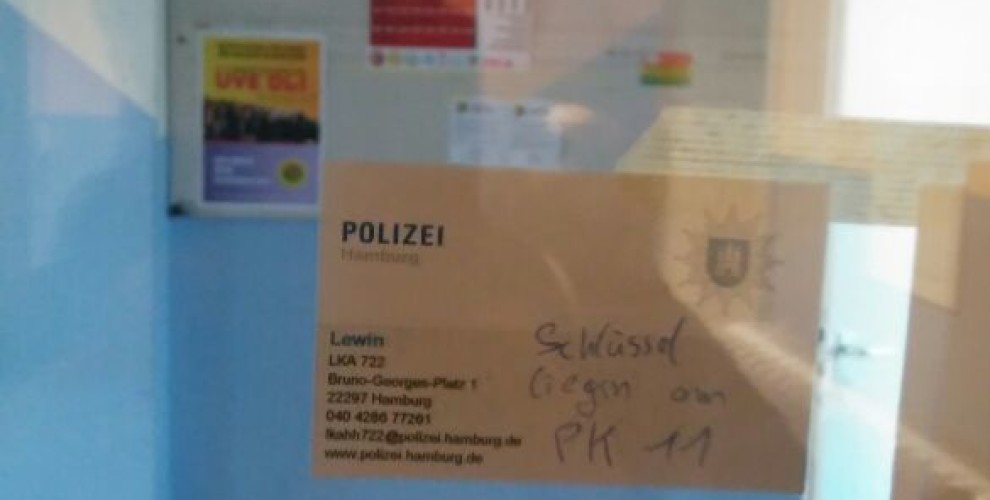 POLIZEI
Hamburg
Lewin
LKA 722
Bruno-Georges-Platz 1
22297 Hamburg
040 4286 77261
lkahh722@polizei.hamburg.de
www.polizei.hamburg.de
Schlüssel
liegen am
PK 11